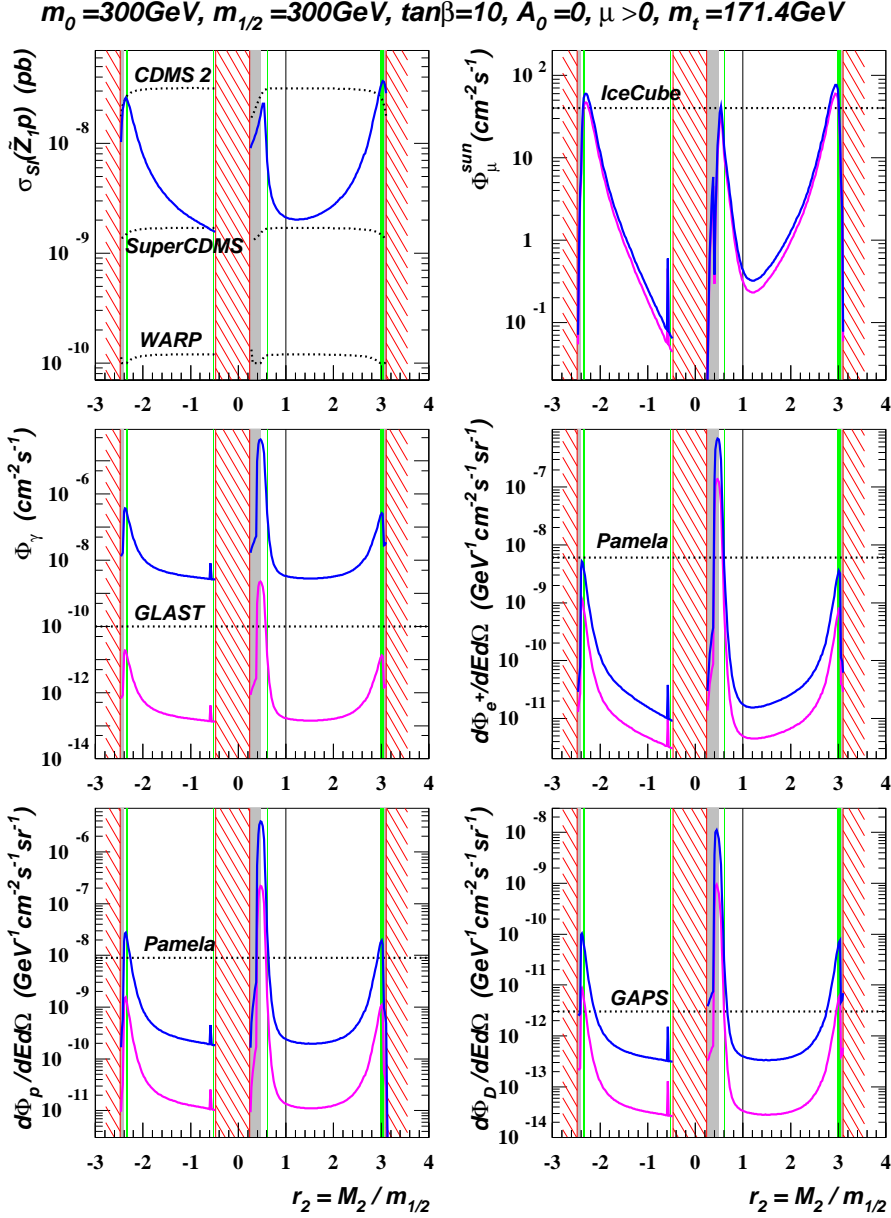 m₀ =300GeV, m₁/₂ =300GeV, tanβ=10, A₀ =0, μ >0, mₜ =171.4GeV
σ_SI(Z̃₁p) (pb)
10⁻⁸
10⁻⁹
10⁻¹⁰
CDMS 2
SuperCDMS
WARP
-3 -2 -1 0 1 2 3 4
Φ_μ^sun(cm⁻²s⁻¹)
10²
10
1
10⁻¹
IceCube
-3 -2 -1 0 1 2 3 4
Φ_γ (cm⁻²s⁻¹)
10⁻⁶
10⁻⁸
10⁻¹⁰
10⁻¹²
10⁻¹⁴
GLAST
-3 -2 -1 0 1 2 3 4
dΦ_e⁺/dEdΩ (GeV⁻¹cm⁻²s⁻¹sr⁻¹)
10⁻⁷
10⁻⁸
10⁻⁹
10⁻¹⁰
10⁻¹¹
Pamela
-3 -2 -1 0 1 2 3 4
dΦ_p/dEdΩ (GeV⁻¹cm⁻²s⁻¹sr⁻¹)
10⁻⁶
10⁻⁷
10⁻⁸
10⁻⁹
10⁻¹⁰
10⁻¹¹
Pamela
-3 -2 -1 0 1 2 3 4
r₂ = M₂ / m₁/₂
dΦ_D/dEdΩ (GeV⁻¹cm⁻²s⁻¹sr⁻¹)
10⁻⁸
10⁻⁹
10⁻¹⁰
10⁻¹¹
10⁻¹²
10⁻¹³
10⁻¹⁴
10
GAPS
-3 -2 -1 0 1 2 3 4
r₂ = M₂ / m₁/₂